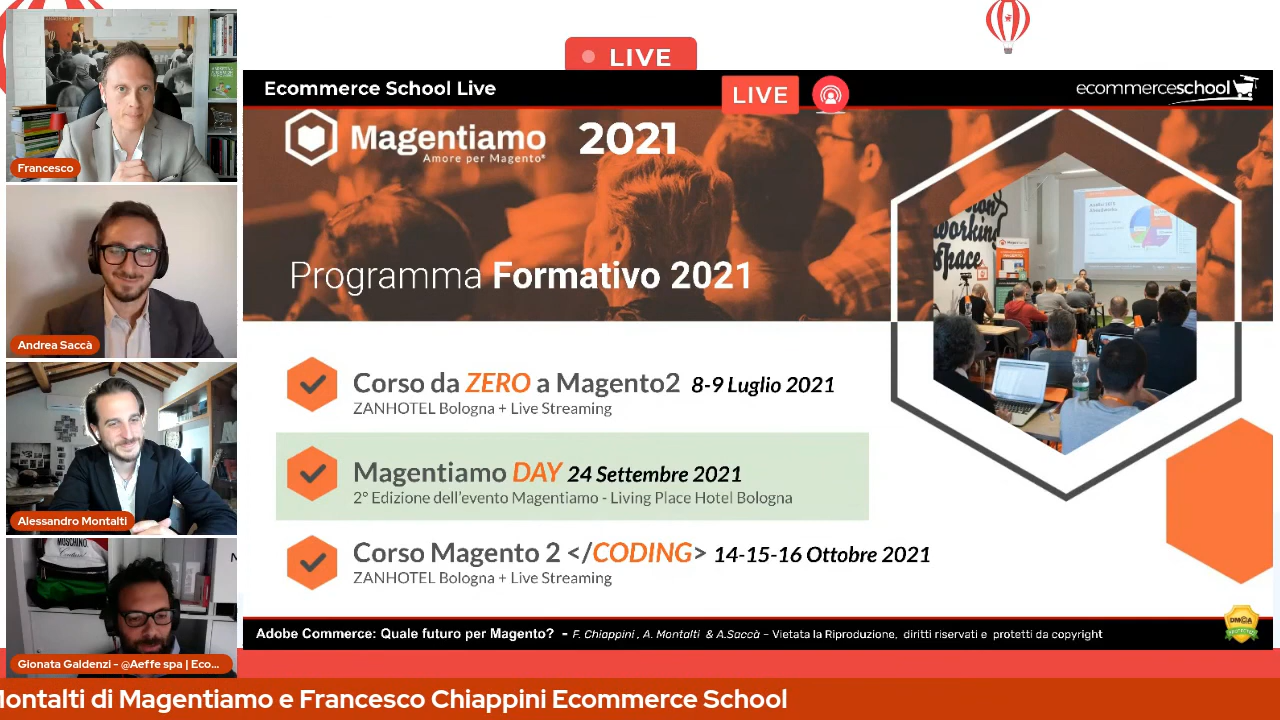 LIVE
Ecommerce School Live
LIVE
ecommerceschool
Magentiamo 2021
Amore per Magento
Programma Formativo 2021
Corso da ZERO a Magento2 8-9 Luglio 2021
ZANHOTEL Bologna + Live Streaming
Magentiamo DAY 24 Settembre 2021
2° Edizione dell'evento Magentiamo - Living Place Hotel Bologna
Corso Magento 2 </CODING> 14-15-16 Ottobre 2021
ZANHOTEL Bologna + Live Streaming
Francesco
Andrea Saccà
Alessandro Montalti
MOSCHINO
Gionata Galdenzi - @Aeffe spa | Eco...
Adobe Commerce: Quale futuro per Magento? - F. Chiappini , A. Montalti & A.Saccà - Vietata la Riproduzione, diritti riservati e protetti da copyright
DMCA
Montalti di Magentiamo e Francesco Chiappini Ecommerce School